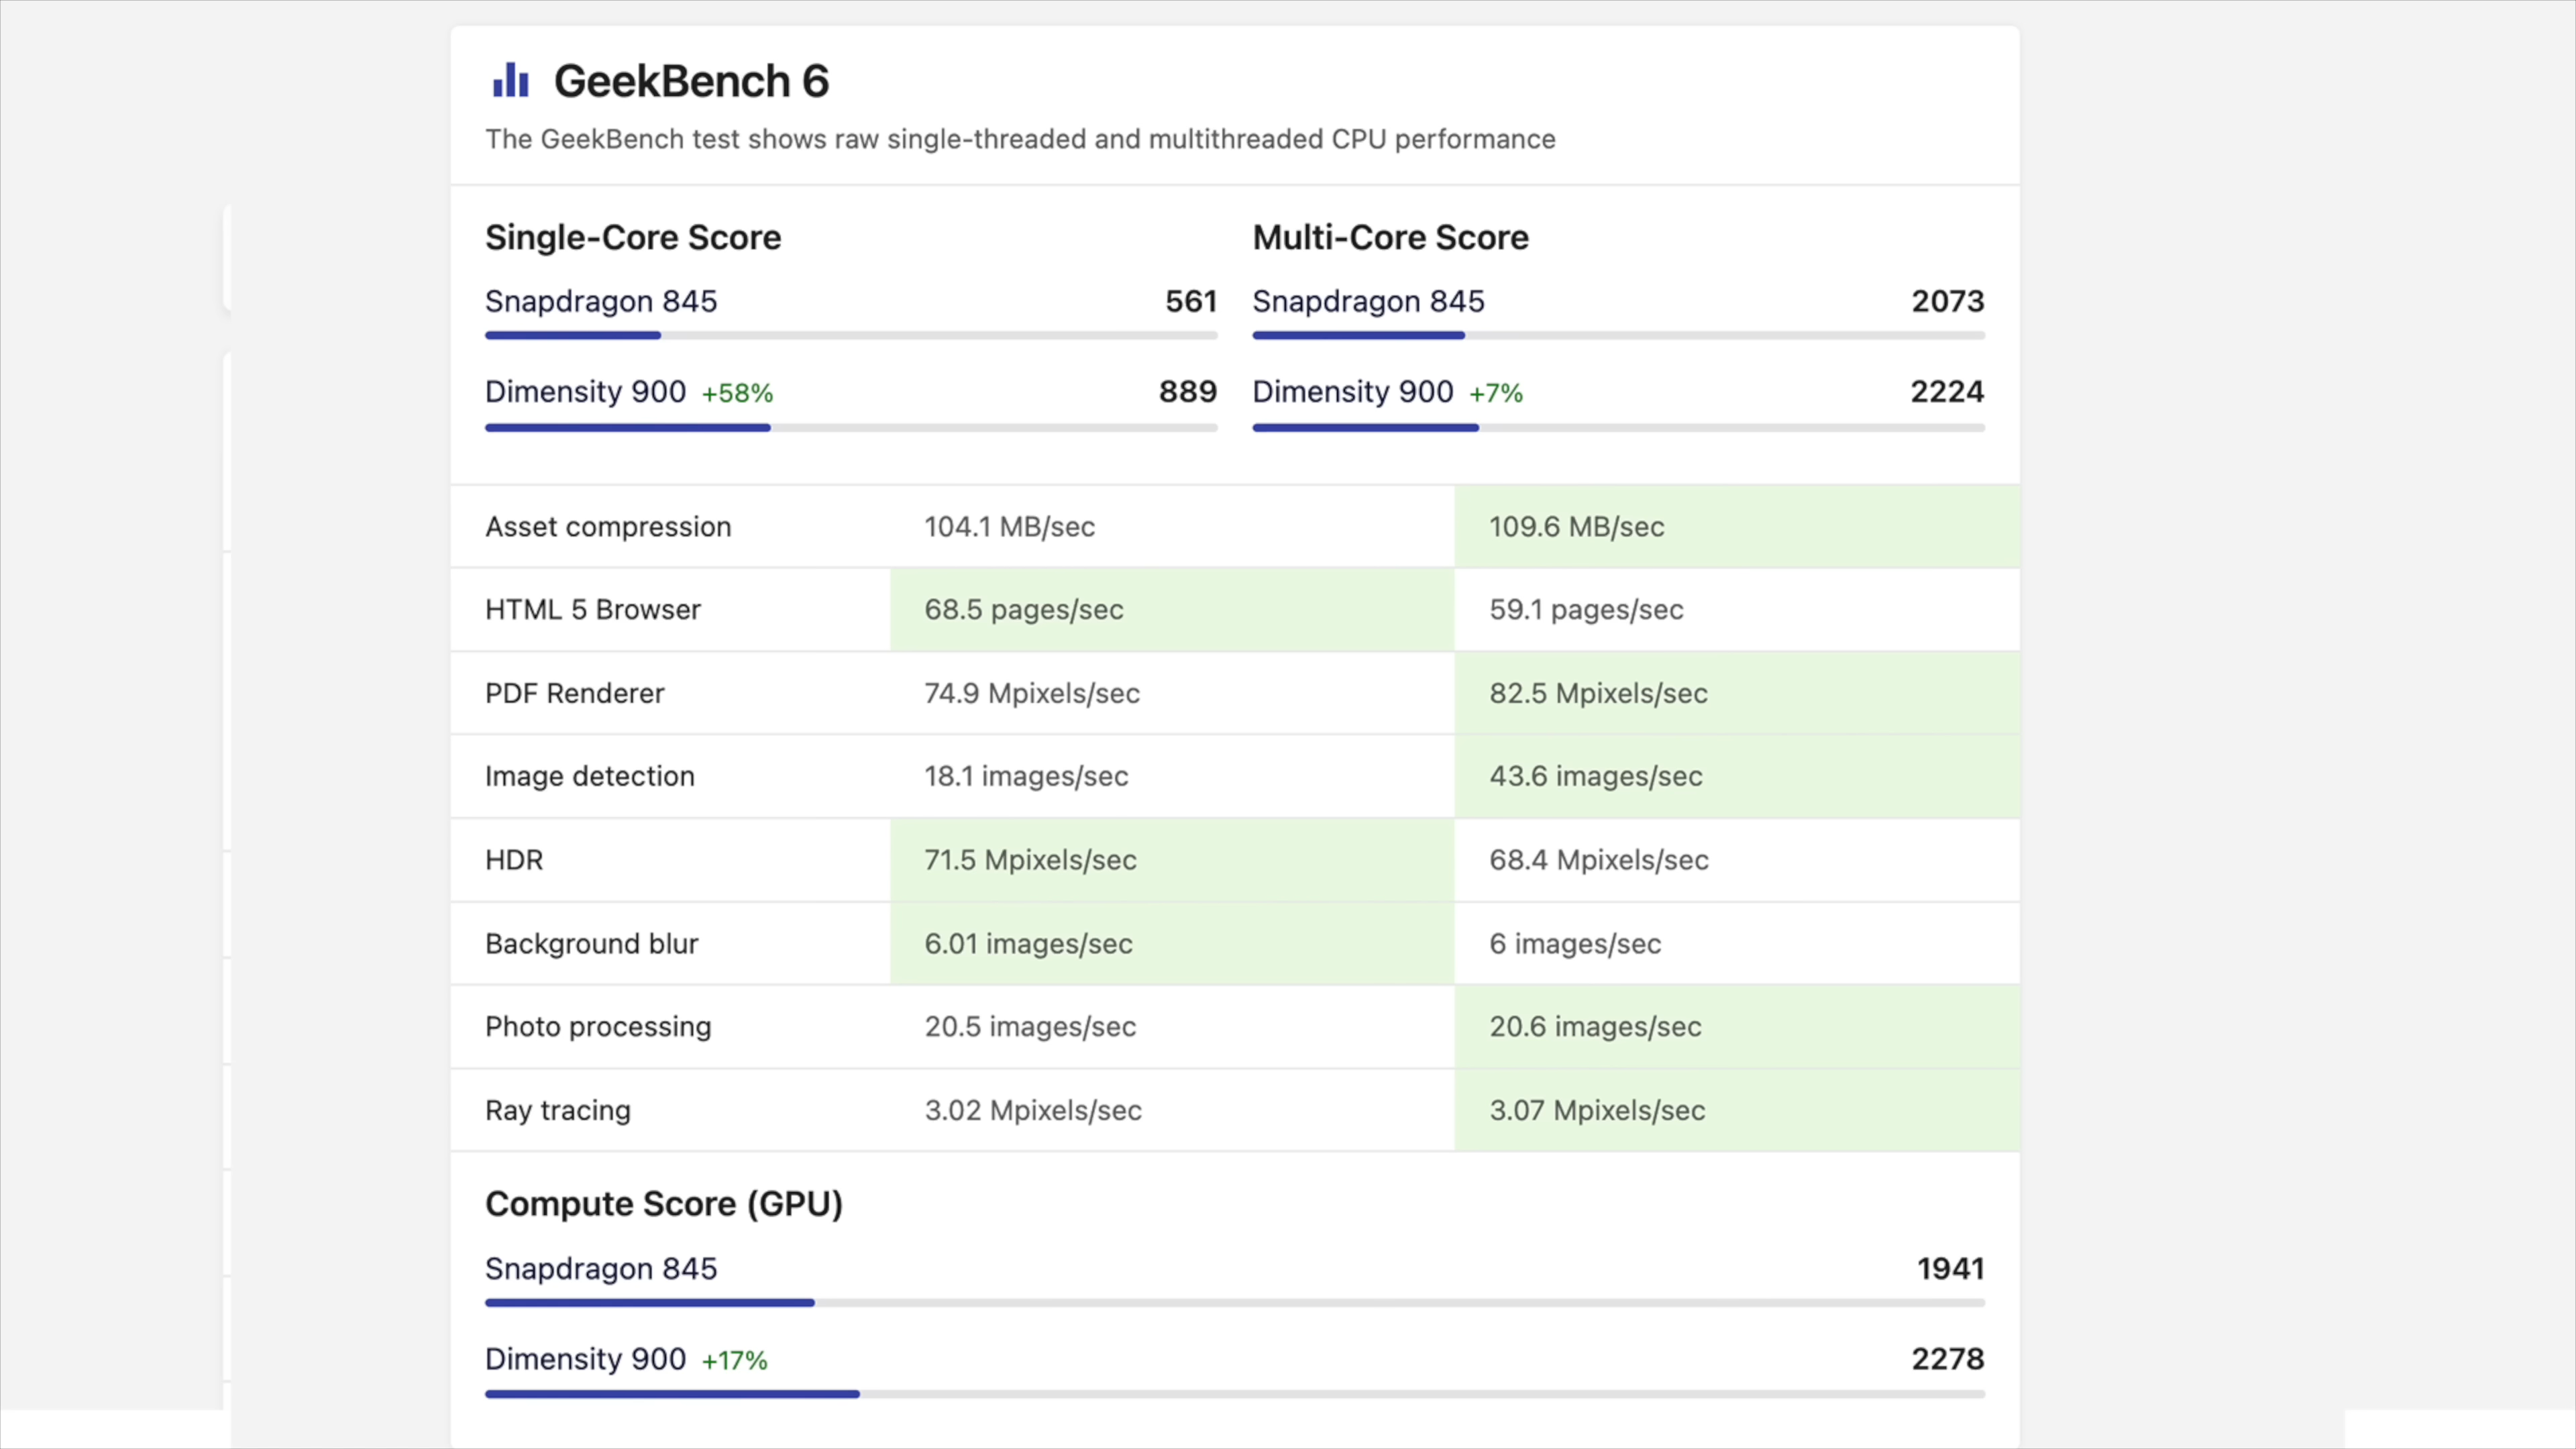 GeekBench 6
The GeekBench test shows raw single-threaded and multithreaded CPU performance
Single-Core Score
Snapdragon 845 561
Dimensity 900 +58% 889
Multi-Core Score
Snapdragon 845 2073
Dimensity 900 +7% 2224
Asset compression 104.1 MB/sec 109.6 MB/sec
HTML 5 Browser 68.5 pages/sec 59.1 pages/sec
PDF Renderer 74.9 Mpixels/sec 82.5 Mpixels/sec
Image detection 18.1 images/sec 43.6 images/sec
HDR 71.5 Mpixels/sec 68.4 Mpixels/sec
Background blur 6.01 images/sec 6 images/sec
Photo processing 20.5 images/sec 20.6 images/sec
Ray tracing 3.02 Mpixels/sec 3.07 Mpixels/sec
Compute Score (GPU)
Snapdragon 845 1941
Dimensity 900 +17% 2278